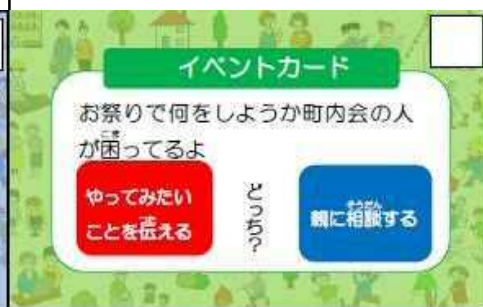 イベントカード
お祭りで何をしようか町内会の人
が困ってるよ
やってみたい
ことを伝える
どっち?
親に相談する